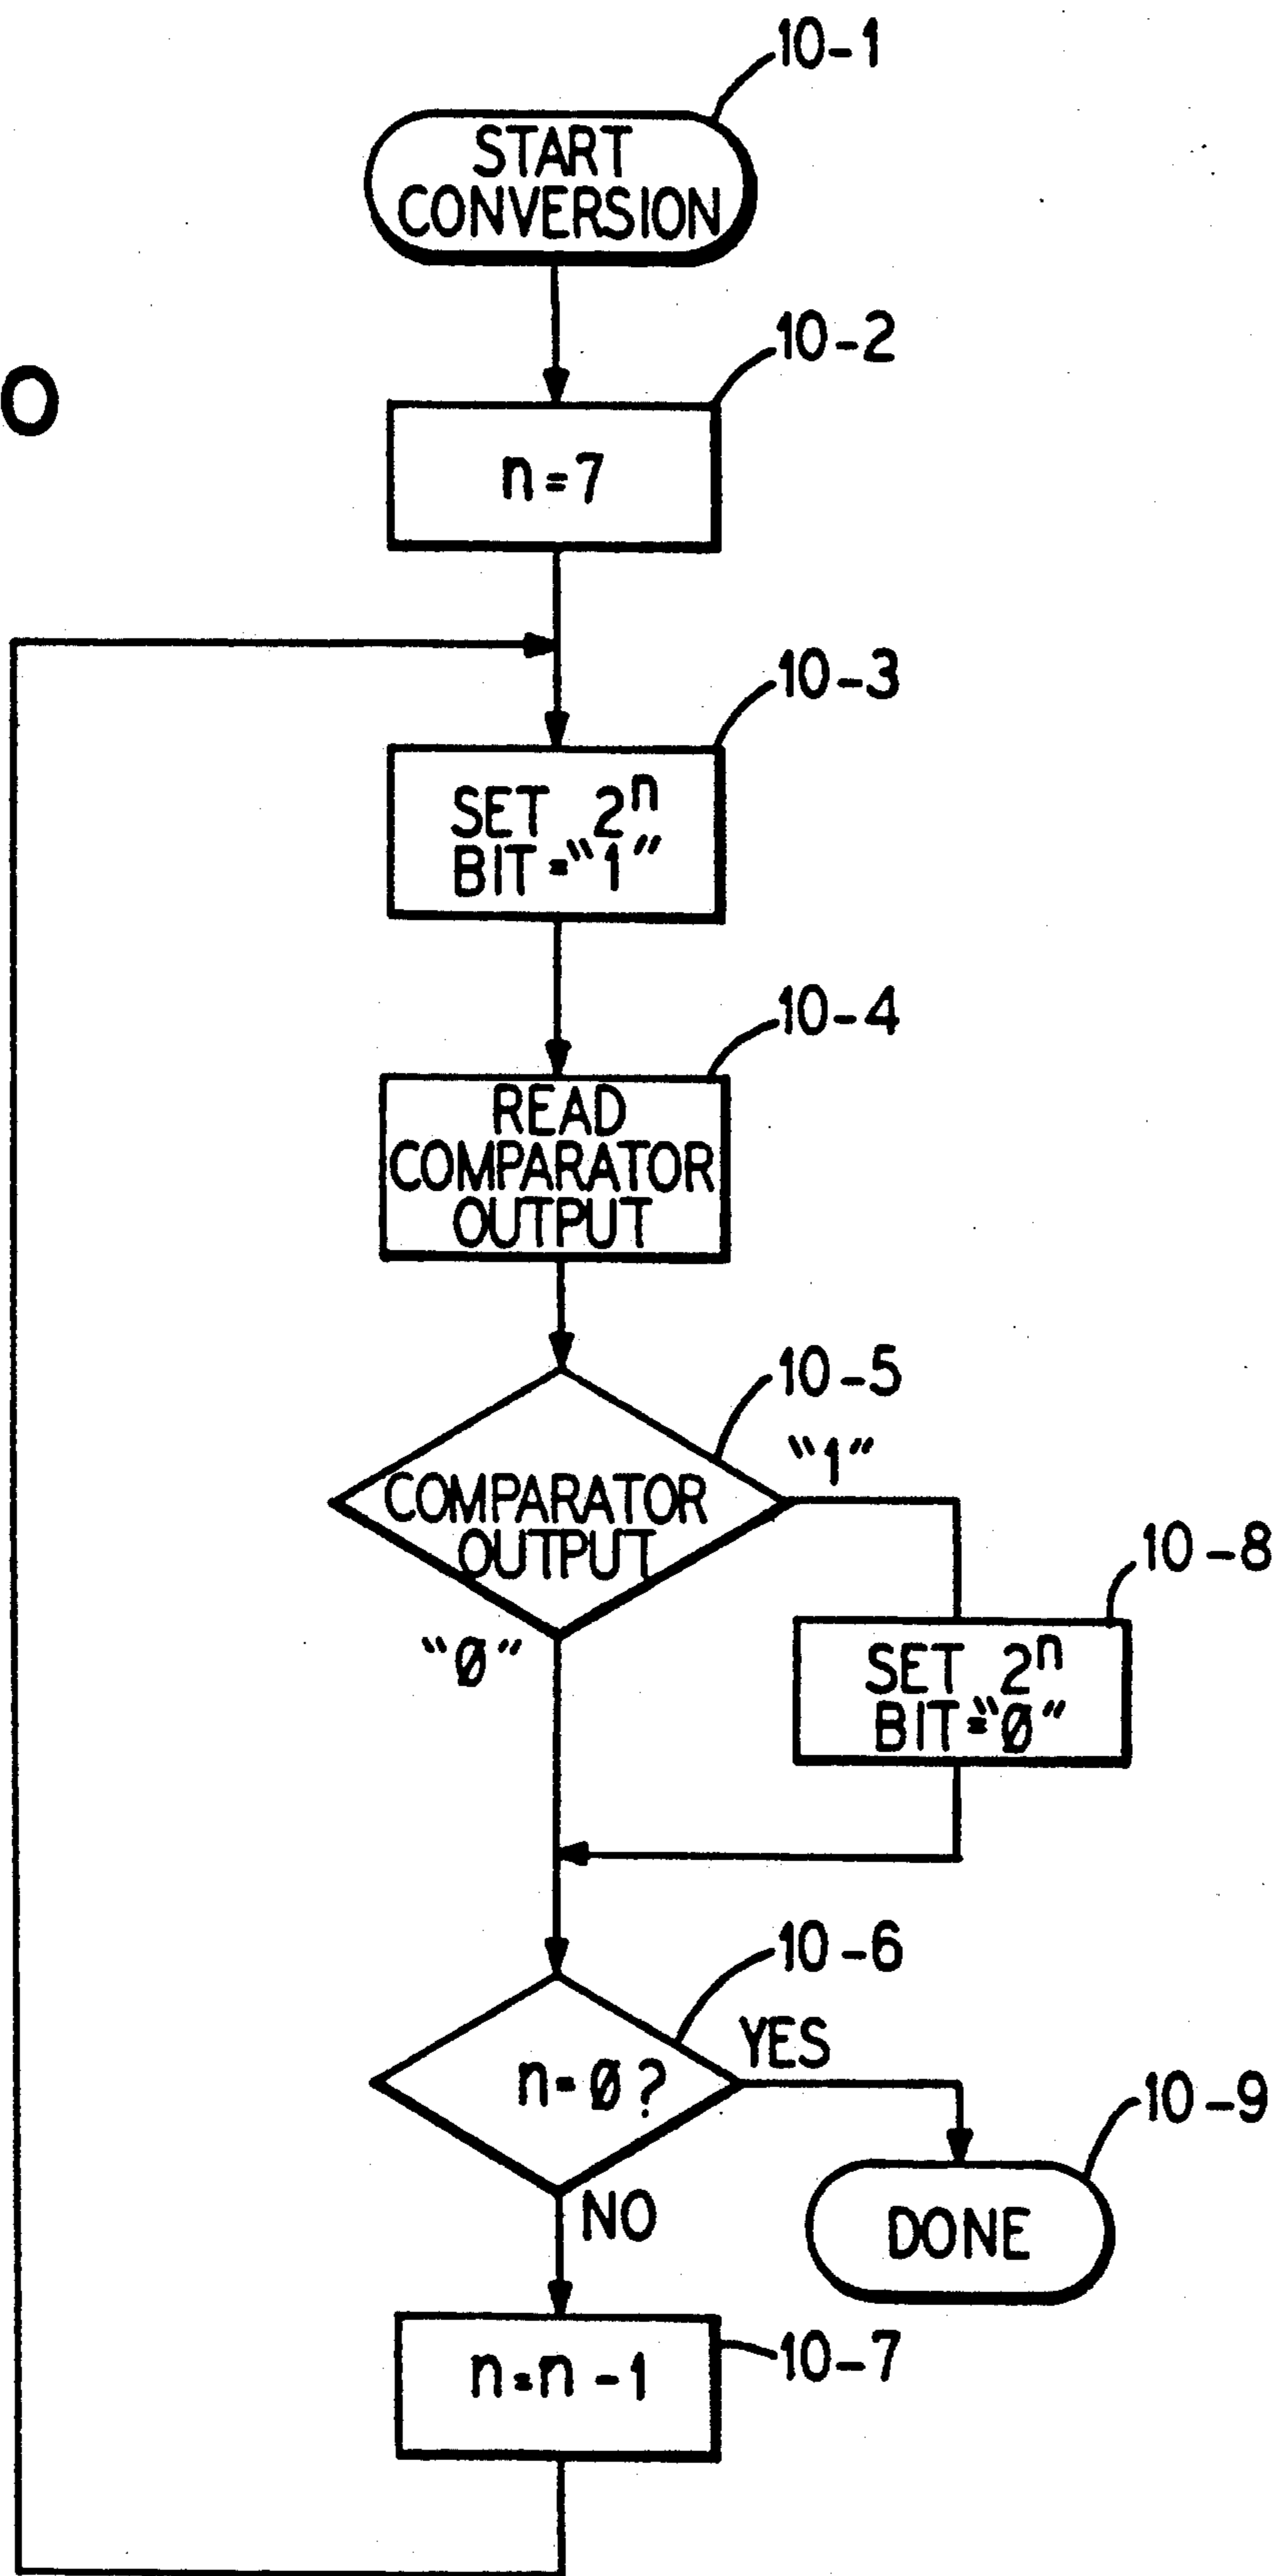 10-1
START
CONVERSION
10-2
0
n=7
10-3
SET 2ⁿ
BIT="1"
10-4
READ
COMPARATOR
OUTPUT
10-5
"1"
COMPARATOR
OUTPUT
10-8
"Ø"
SET 2ⁿ
BIT="Ø"
10-6
YES
n=Ø?
10-9
NO
DONE
10-7
n=n-1